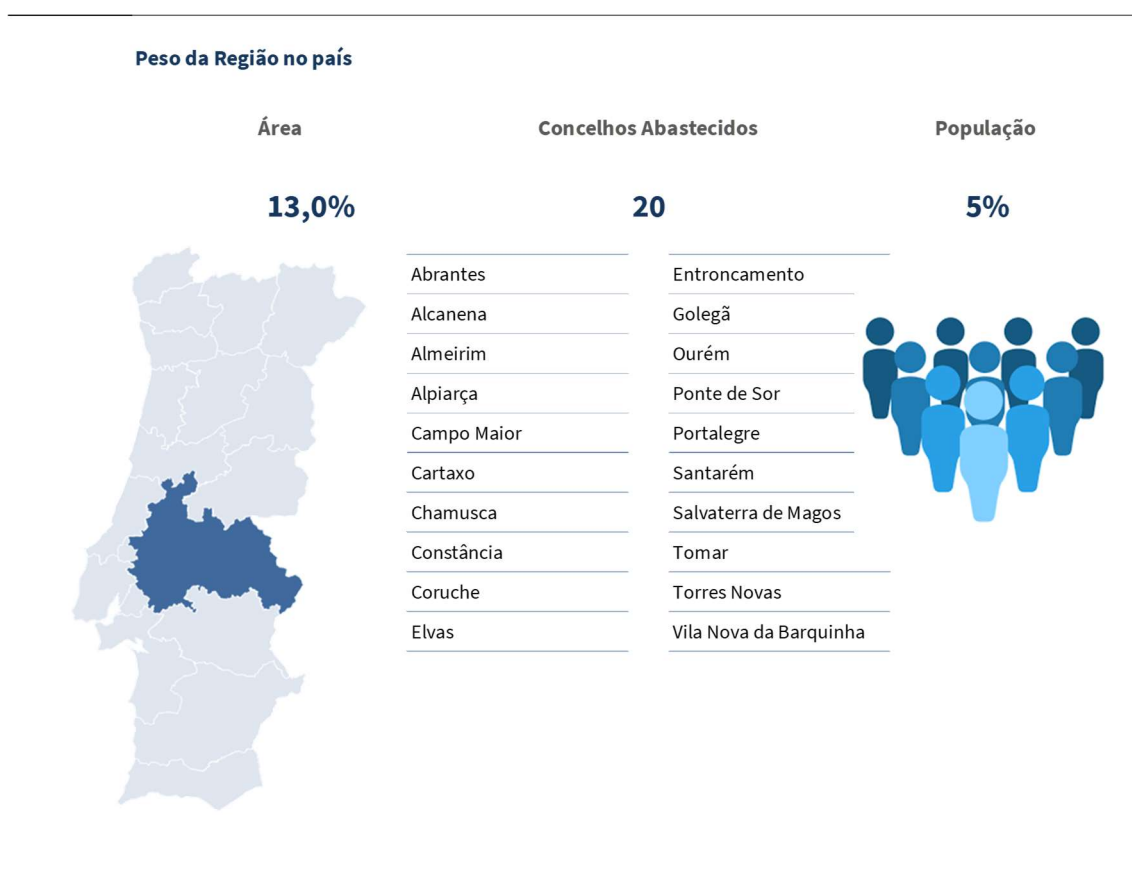 Peso da Região no país
Área
Concelhos Abastecidos
População
13,0%
20
5%
Abrantes
Alcanena
Almeirim
Alpiarça
Campo Maior
Cartaxo
Chamusca
Constância
Coruche
Elvas
Entroncamento
Golegã
Ourém
Ponte de Sor
Portalegre
Santarém
Salvaterra de Magos
Tomar
Torres Novas
Vila Nova da Barquinha